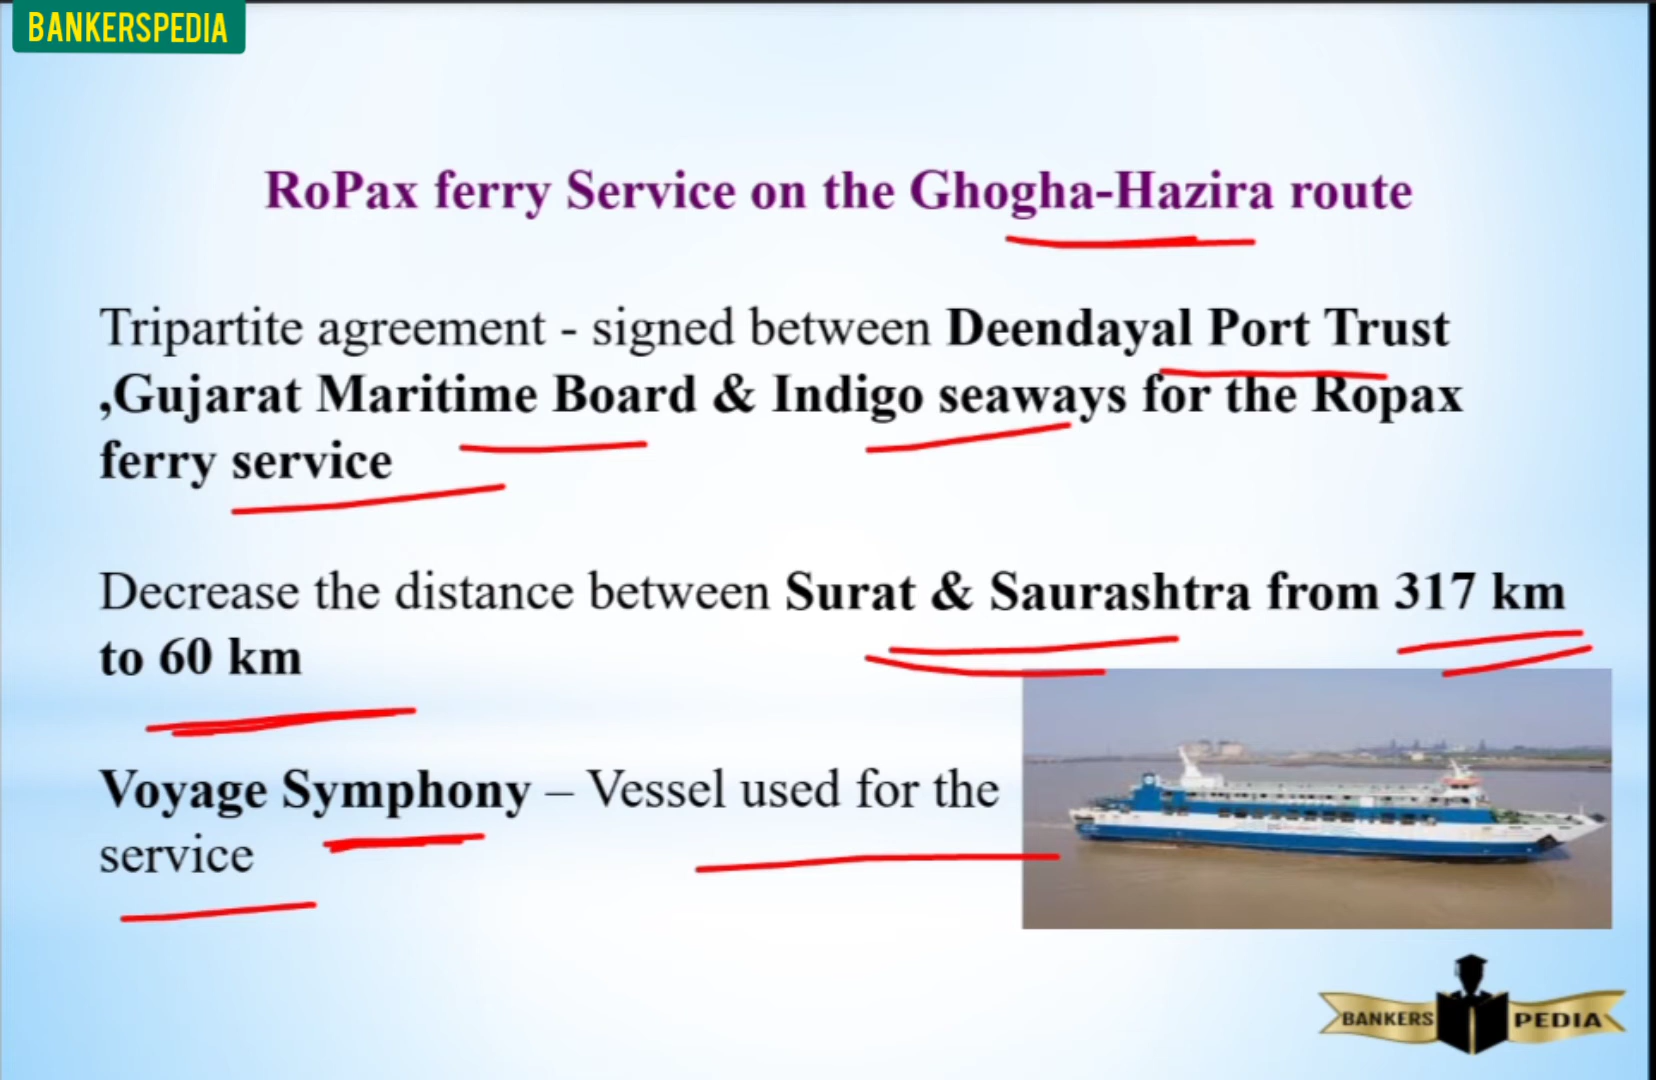 BANKERSPEDIA
RoPax ferry Service on the Ghogha-Hazira route
Tripartite agreement - signed between Deendayal Port Trust
,Gujarat Maritime Board & Indigo seaways for the Ropax
ferry service
Decrease the distance between Surat & Saurashtra from 317 km
to 60 km
Voyage Symphony – Vessel used for the
service
BANKERS PEDIA